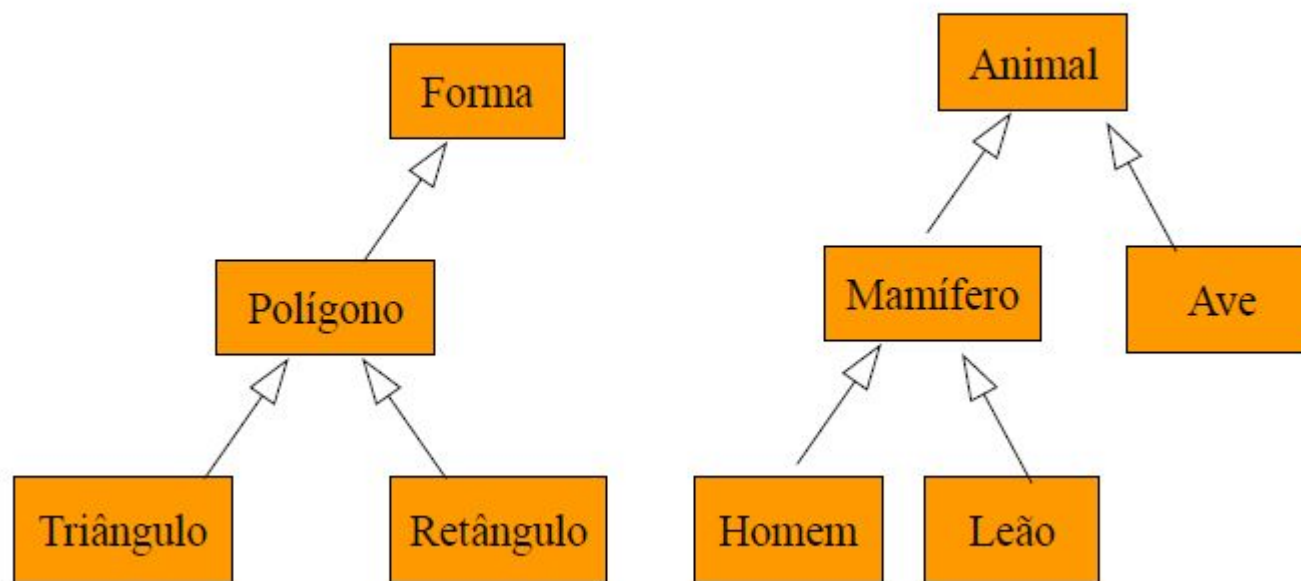 Forma
Polígono
Triângulo
Retângulo
Animal
Mamífero
Ave
Homem
Leão